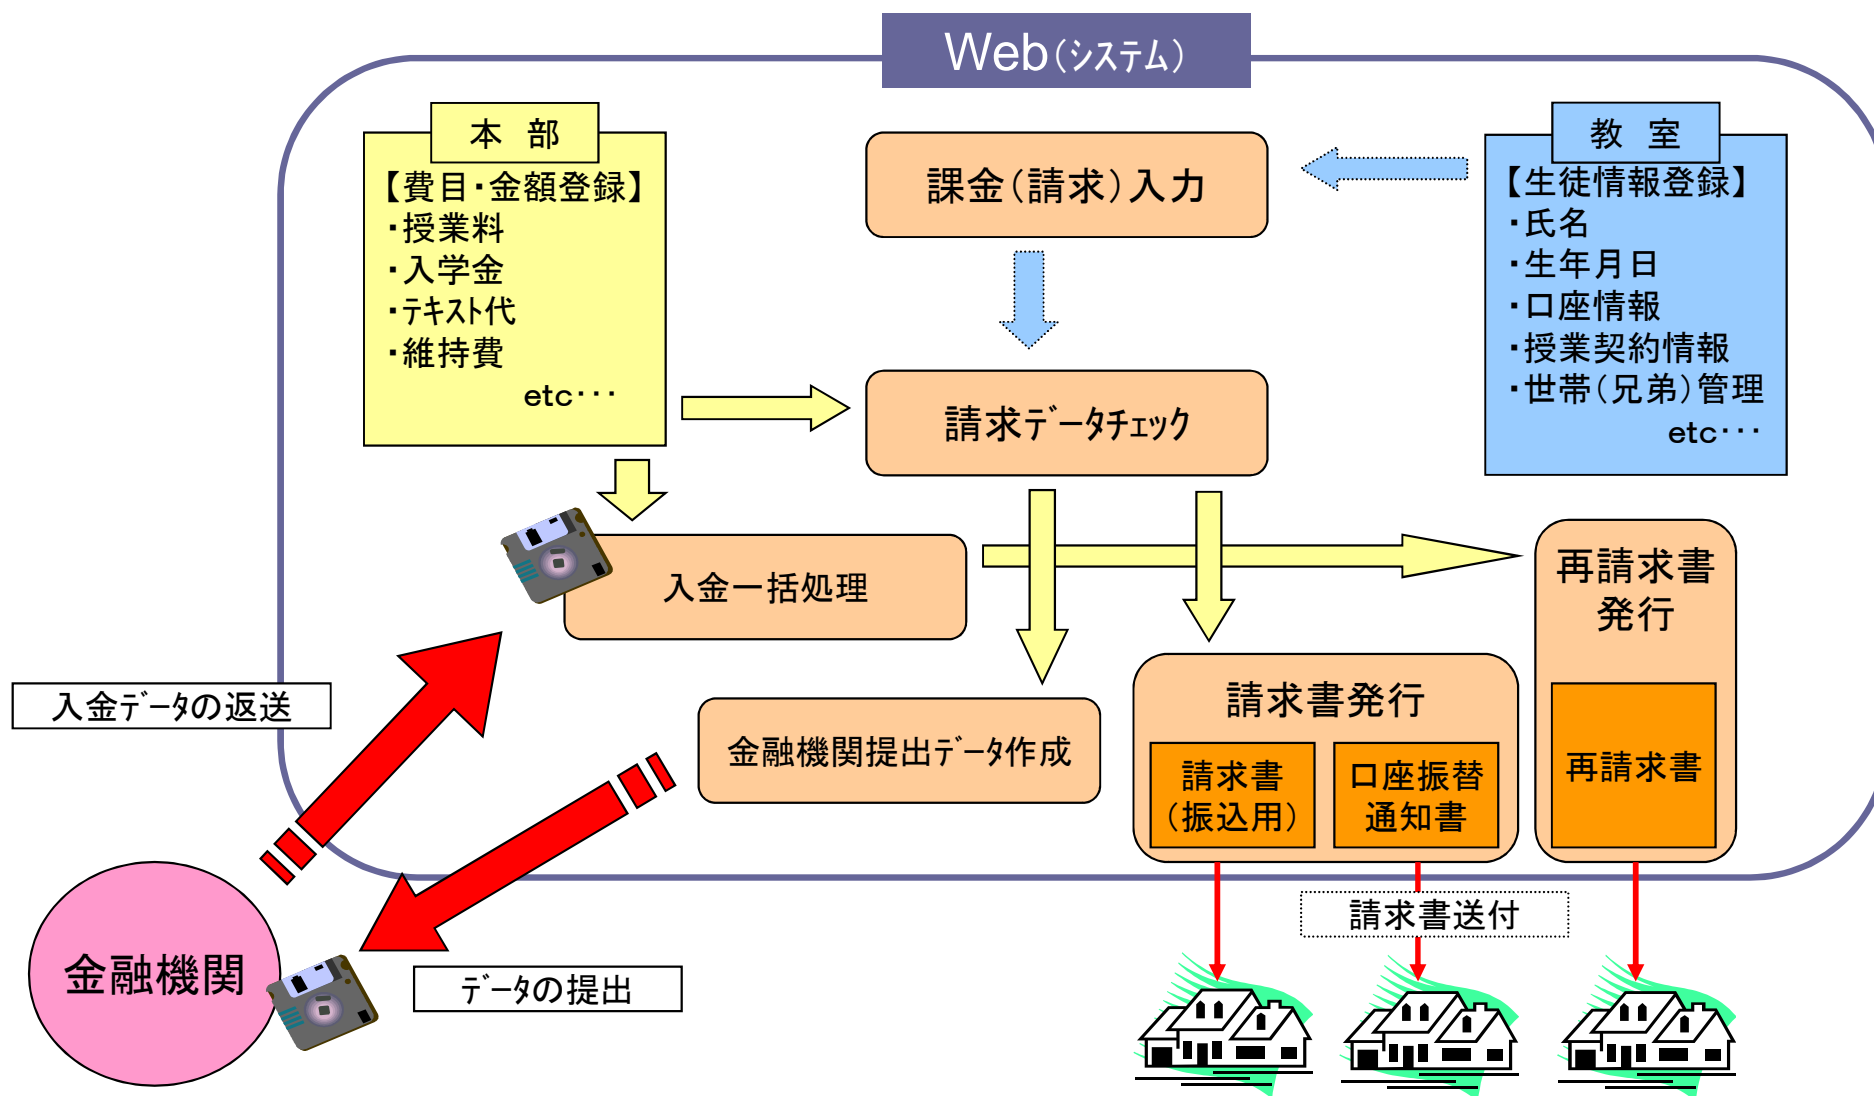 Web（システム）
本　部
【費目・金額登録】
・授業料
・入学金
・テキスト代
・維持費
etc・・・
課金（請求）入力
教　室
【生徒情報登録】
・氏名
・生年月日
・口座情報
・授業契約情報
・世帯（兄弟）管理
etc・・・
請求データチェック
入金一括処理
再請求書
発行
再請求書
入金データの返送
金融機関提出データ作成
請求書発行
請求書
（振込用）
口座振替
通知書
請求書送付
金融機関
データの提出